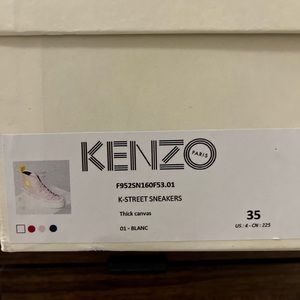 KENZO
PARIS
F952SN160F53.01
K-STREET SNEAKERS
Thick canvas
35
01 - BLANC
US : 4 - CN : 225